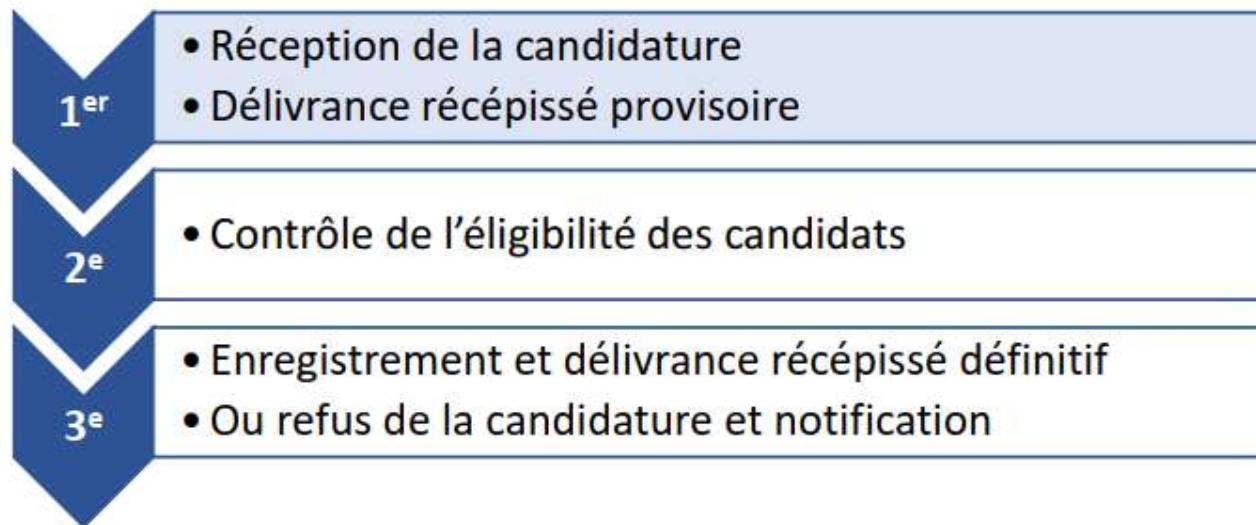 1er
• Réception de la candidature
• Délivrance récépissé provisoire
2e
• Contrôle de l’éligibilité des candidats
3e
• Enregistrement et délivrance récépissé définitif
• Ou refus de la candidature et notification